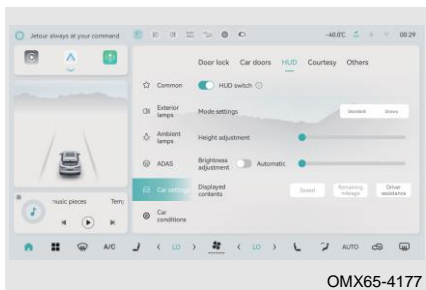 Jetour always at your command
-40.0℃
08:29
Door lock Car doors HUD Courtesy Others
Common
HUD switch
Exterior lamps
Mode settings
Standard Snowy
Ambient lamps
Height adjustment
ADAS
Brightness adjustment
Automatic
Car settings
Displayed contents
Speed
Remaining mileage
Driver assistance
Car conditions
music pieces
A/C
LO
LO
AUTO
OMX65-4177